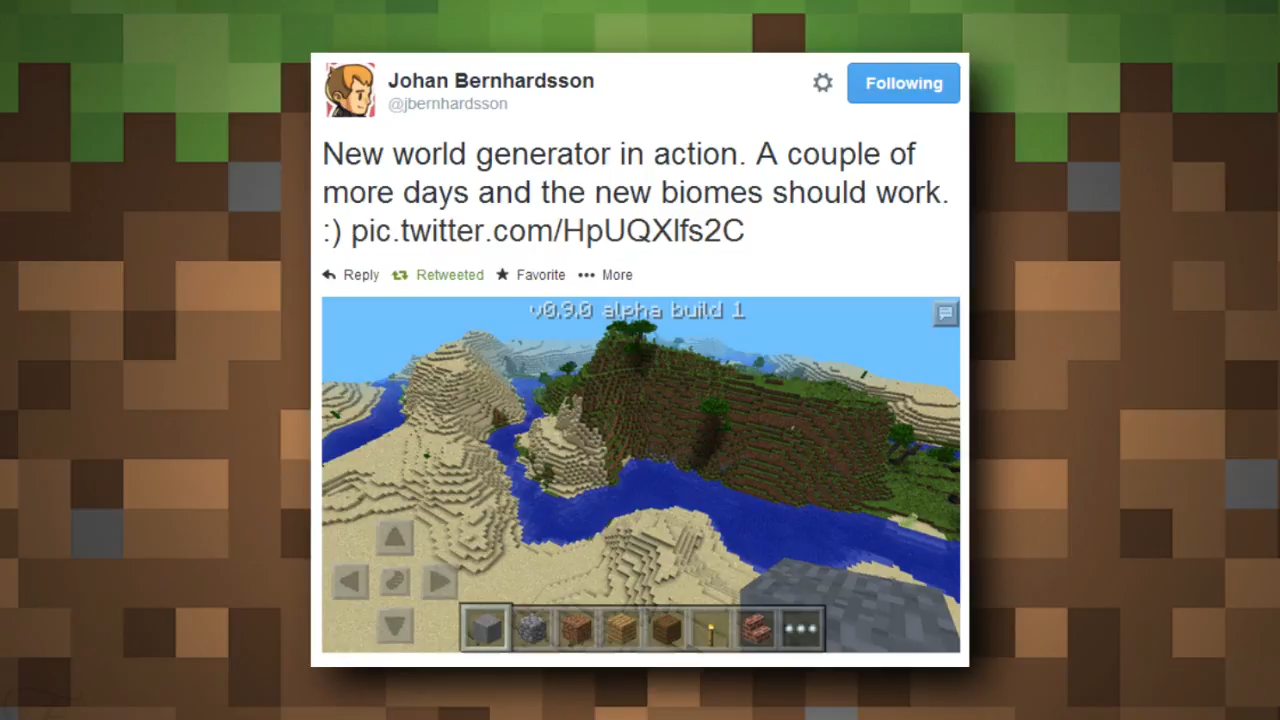 Johan Bernhardsson
Following
@jbernhardsson
New world generator in action. A couple of
more days and the new biomes should work.
:) pic.twitter.com/HpUQXlfs2C
Reply Retweeted Favorite More
v0.9.0 alpha build 1